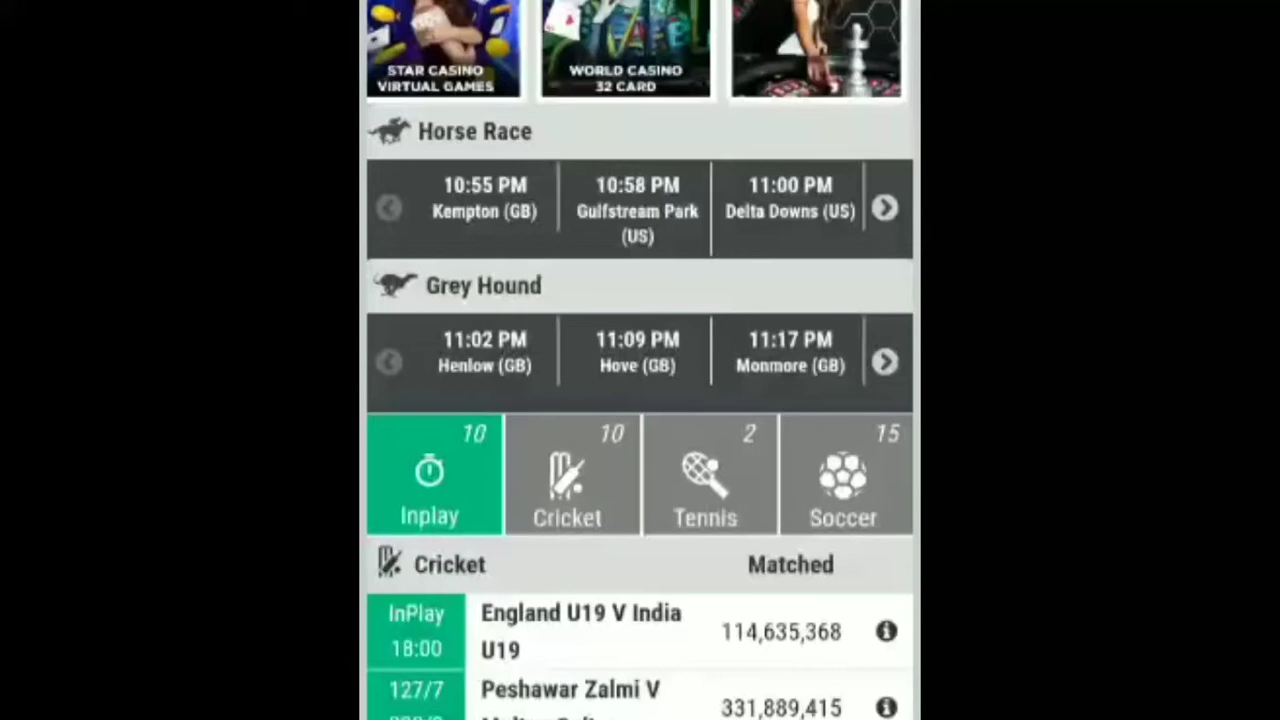 STAR CASINO
VIRTUAL GAMES
WORLD CASINO
32 CARD
Horse Race
10:55 PM
Kempton (GB)
10:58 PM
Gulfstream Park
(US)
11:00 PM
Delta Downs (US)
Grey Hound
11:02 PM
Henlow (GB)
11:09 PM
Hove (GB)
11:17 PM
Monmore (GB)
10
Inplay
10
Cricket
2
Tennis
15
Soccer
Cricket Matched
InPlay
18:00
England U19 V India
U19
114,635,368
127/7
Peshawar Zalmi V
331,889,415